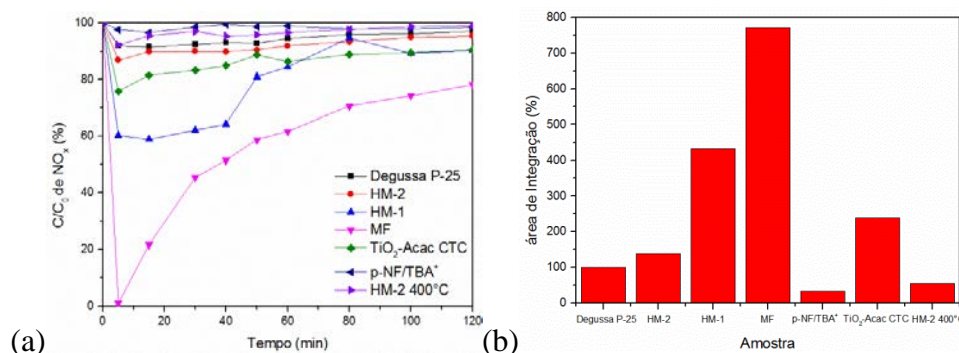 100
80
60
40
20
0
C/C₀ de NOₓ (%)
Degussa P-25
HM-2
HM-1
MF
TiO₂-Acac CTC
p-NF/TBA⁺
HM-2 400°C
0 20 40 60 80 100 120
Tempo (min)
(a)
800
700
600
500
400
300
200
100
0
área de Integração (%)
Degussa P-25 HM-2 HM-1 MF p-NF/TBA⁺ TiO₂-Acac CTC HM-2 400°C
Amostra
(b)